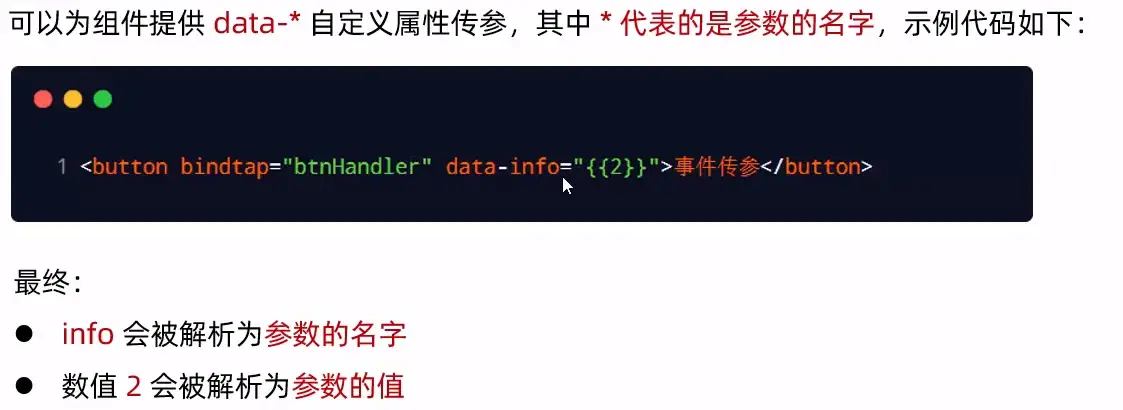 可以为组件提供 data-* 自定义属性传参，其中 * 代表的是参数的名字，示例代码如下：
1 <button bindtap="btnHandler" data-info="{{2}}">事件传参</button>
最终：
● info 会被解析为参数的名字
● 数值 2 会被解析为参数的值